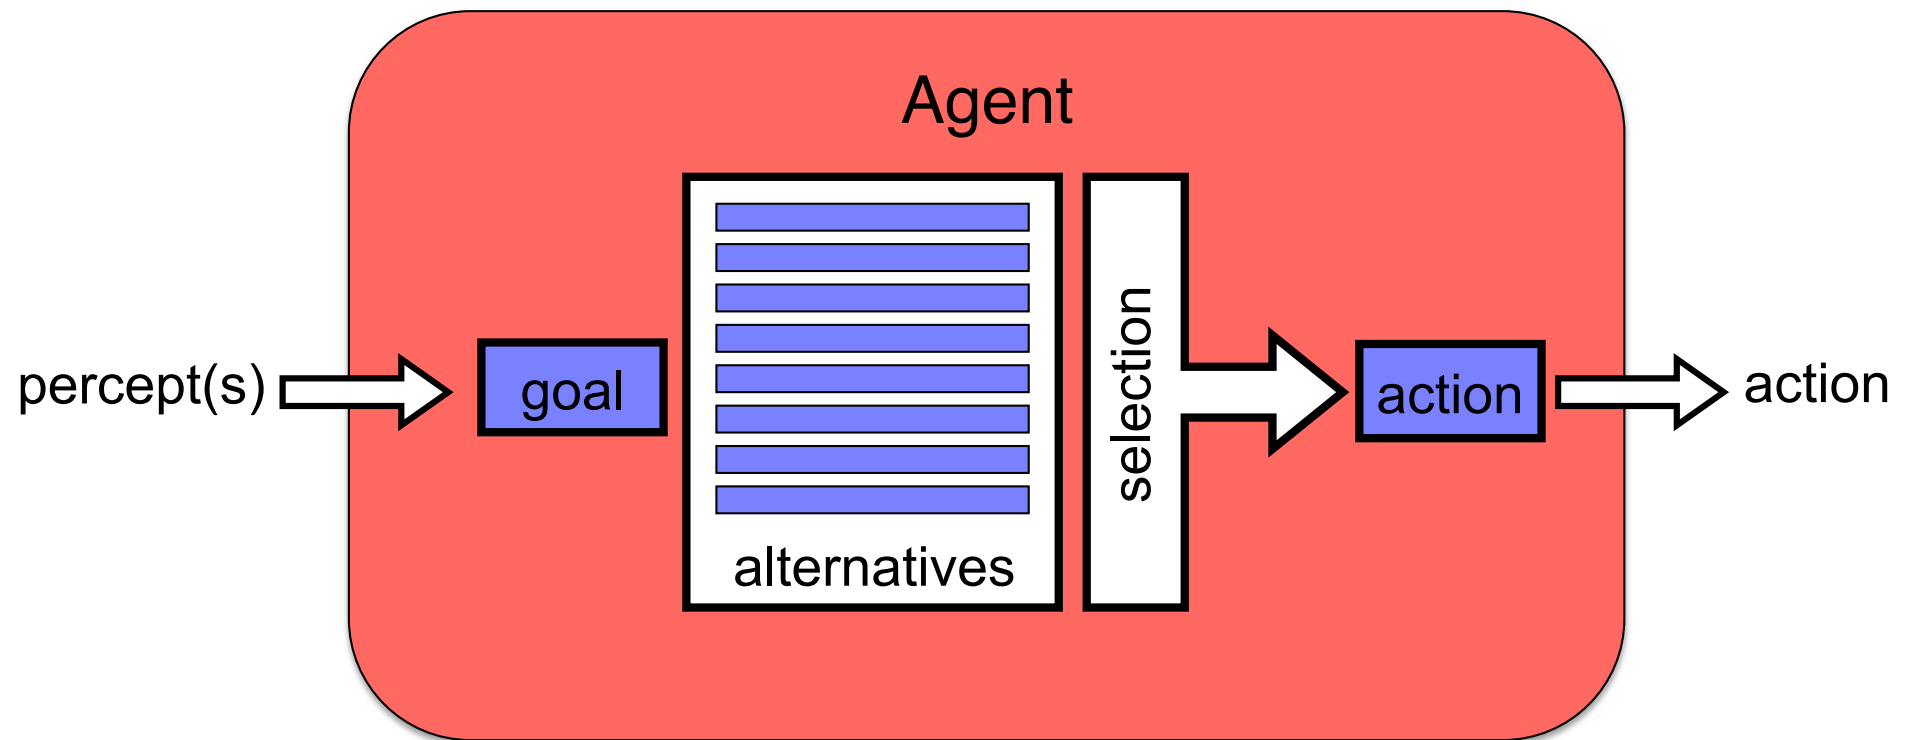 Agent
percept(s)
goal
alternatives
selection
action
action